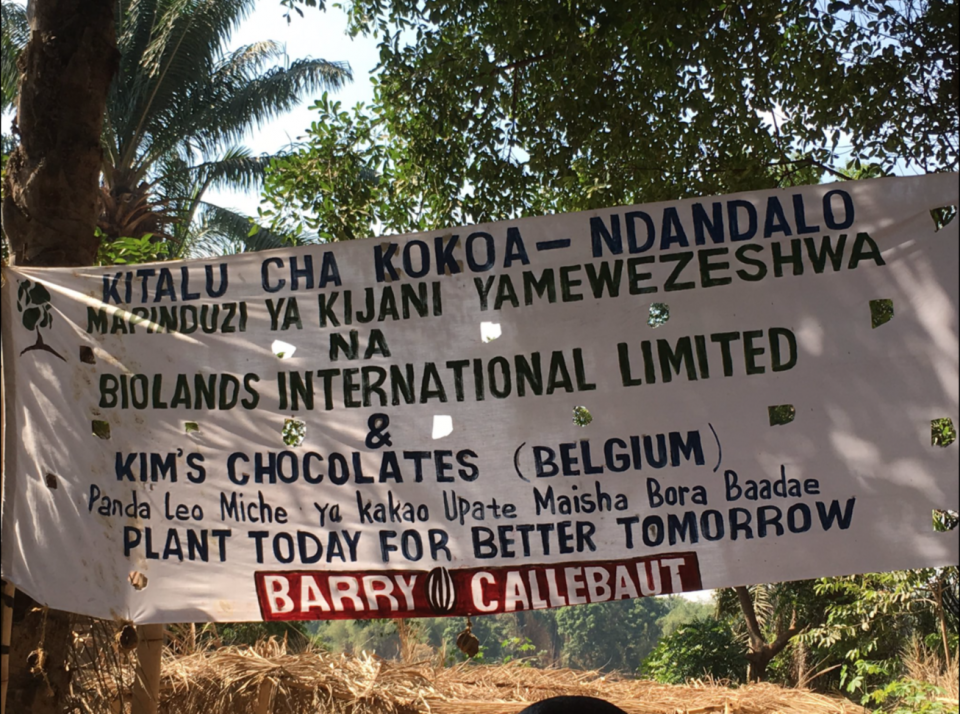 KITALU CHA KOKOA – NDANDALO
MAPINDUZI YA KIJANI YAMEWEZESHWA
NA
BIOLANDS INTERNATIONAL LIMITED
&
KIM'S CHOCOLATES (BELGIUM)
Panda Leo Miche ya kakao Upate Maisha Bora Baadae
PLANT TODAY FOR BETTER TOMORROW
BARRY CALLEBAUT